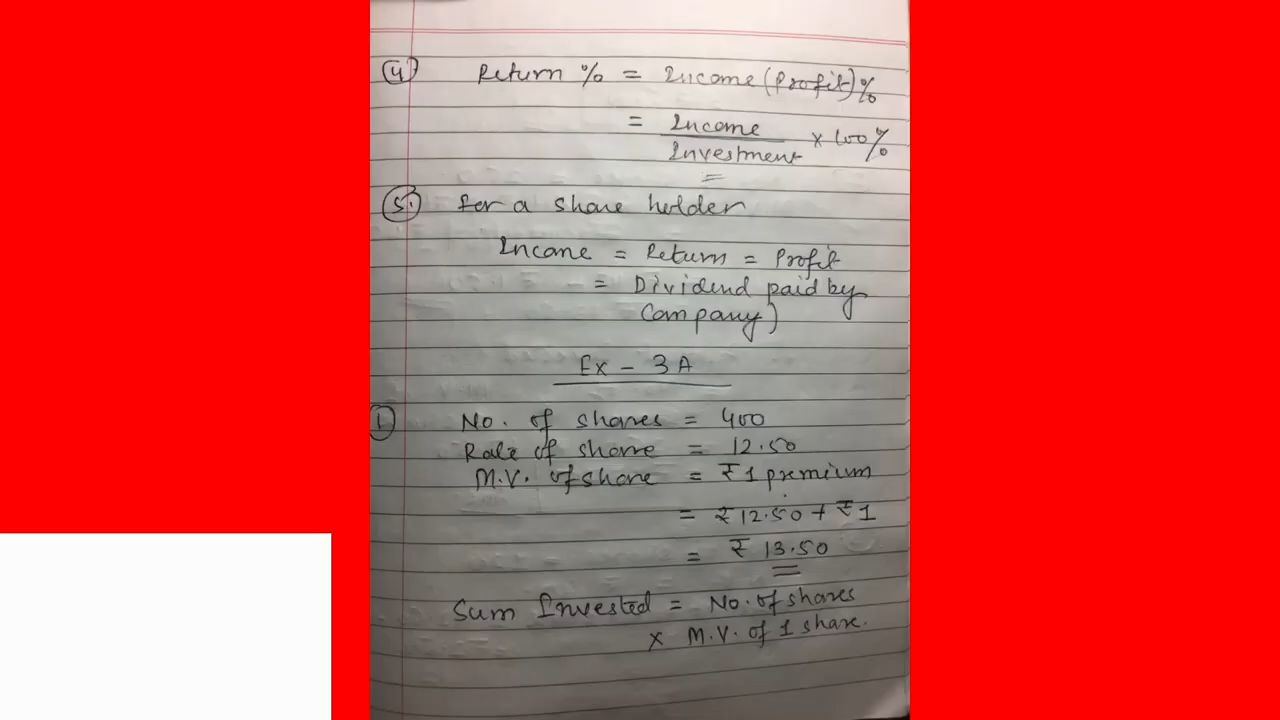 4) Return % = Income (Profit) %
= Income / Investment × 100%
5. for a share holder
Income = Return = Profit
= Dividend paid by
Company)
Ex - 3A
1) No. of shares = 400
Rate of share = 12.50
M.V. of share = ₹1 premium
= ₹12.50 + ₹1
= ₹ 13.50
Sum Invested = No. of shares
× M.V. of 1 share.